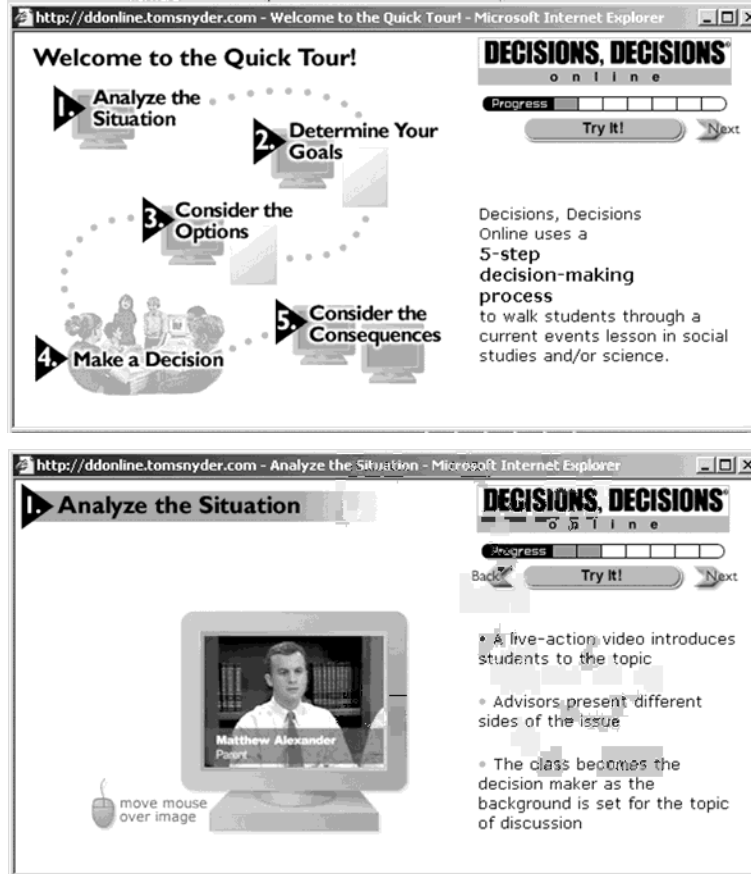 http://ddonline.tomsnyder.com - Welcome to the Quick Tour! - Microsoft Internet Explorer
Welcome to the Quick Tour!
1. Analyze the
Situation
2. Determine Your
Goals
3. Consider the
Options
4. Make a Decision
5. Consider the
Consequences
DECISIONS, DECISIONS®
online
Progress
Try It!
Next
Decisions, Decisions
Online uses a
5-step
decision-making
process
to walk students through a
current events lesson in social
studies and/or science.
http://ddonline.tomsnyder.com - Analyze the Situation - Microsoft Internet Explorer
1. Analyze the Situation
Matthew Alexander
Parent
move mouse
over image
DECISIONS, DECISIONS®
online
Progress
Back
Try It!
Next
• A live-action video introduces
students to the topic
• Advisors present different
sides of the issue
• The class becomes the
decision maker as the
background is set for the topic
of discussion